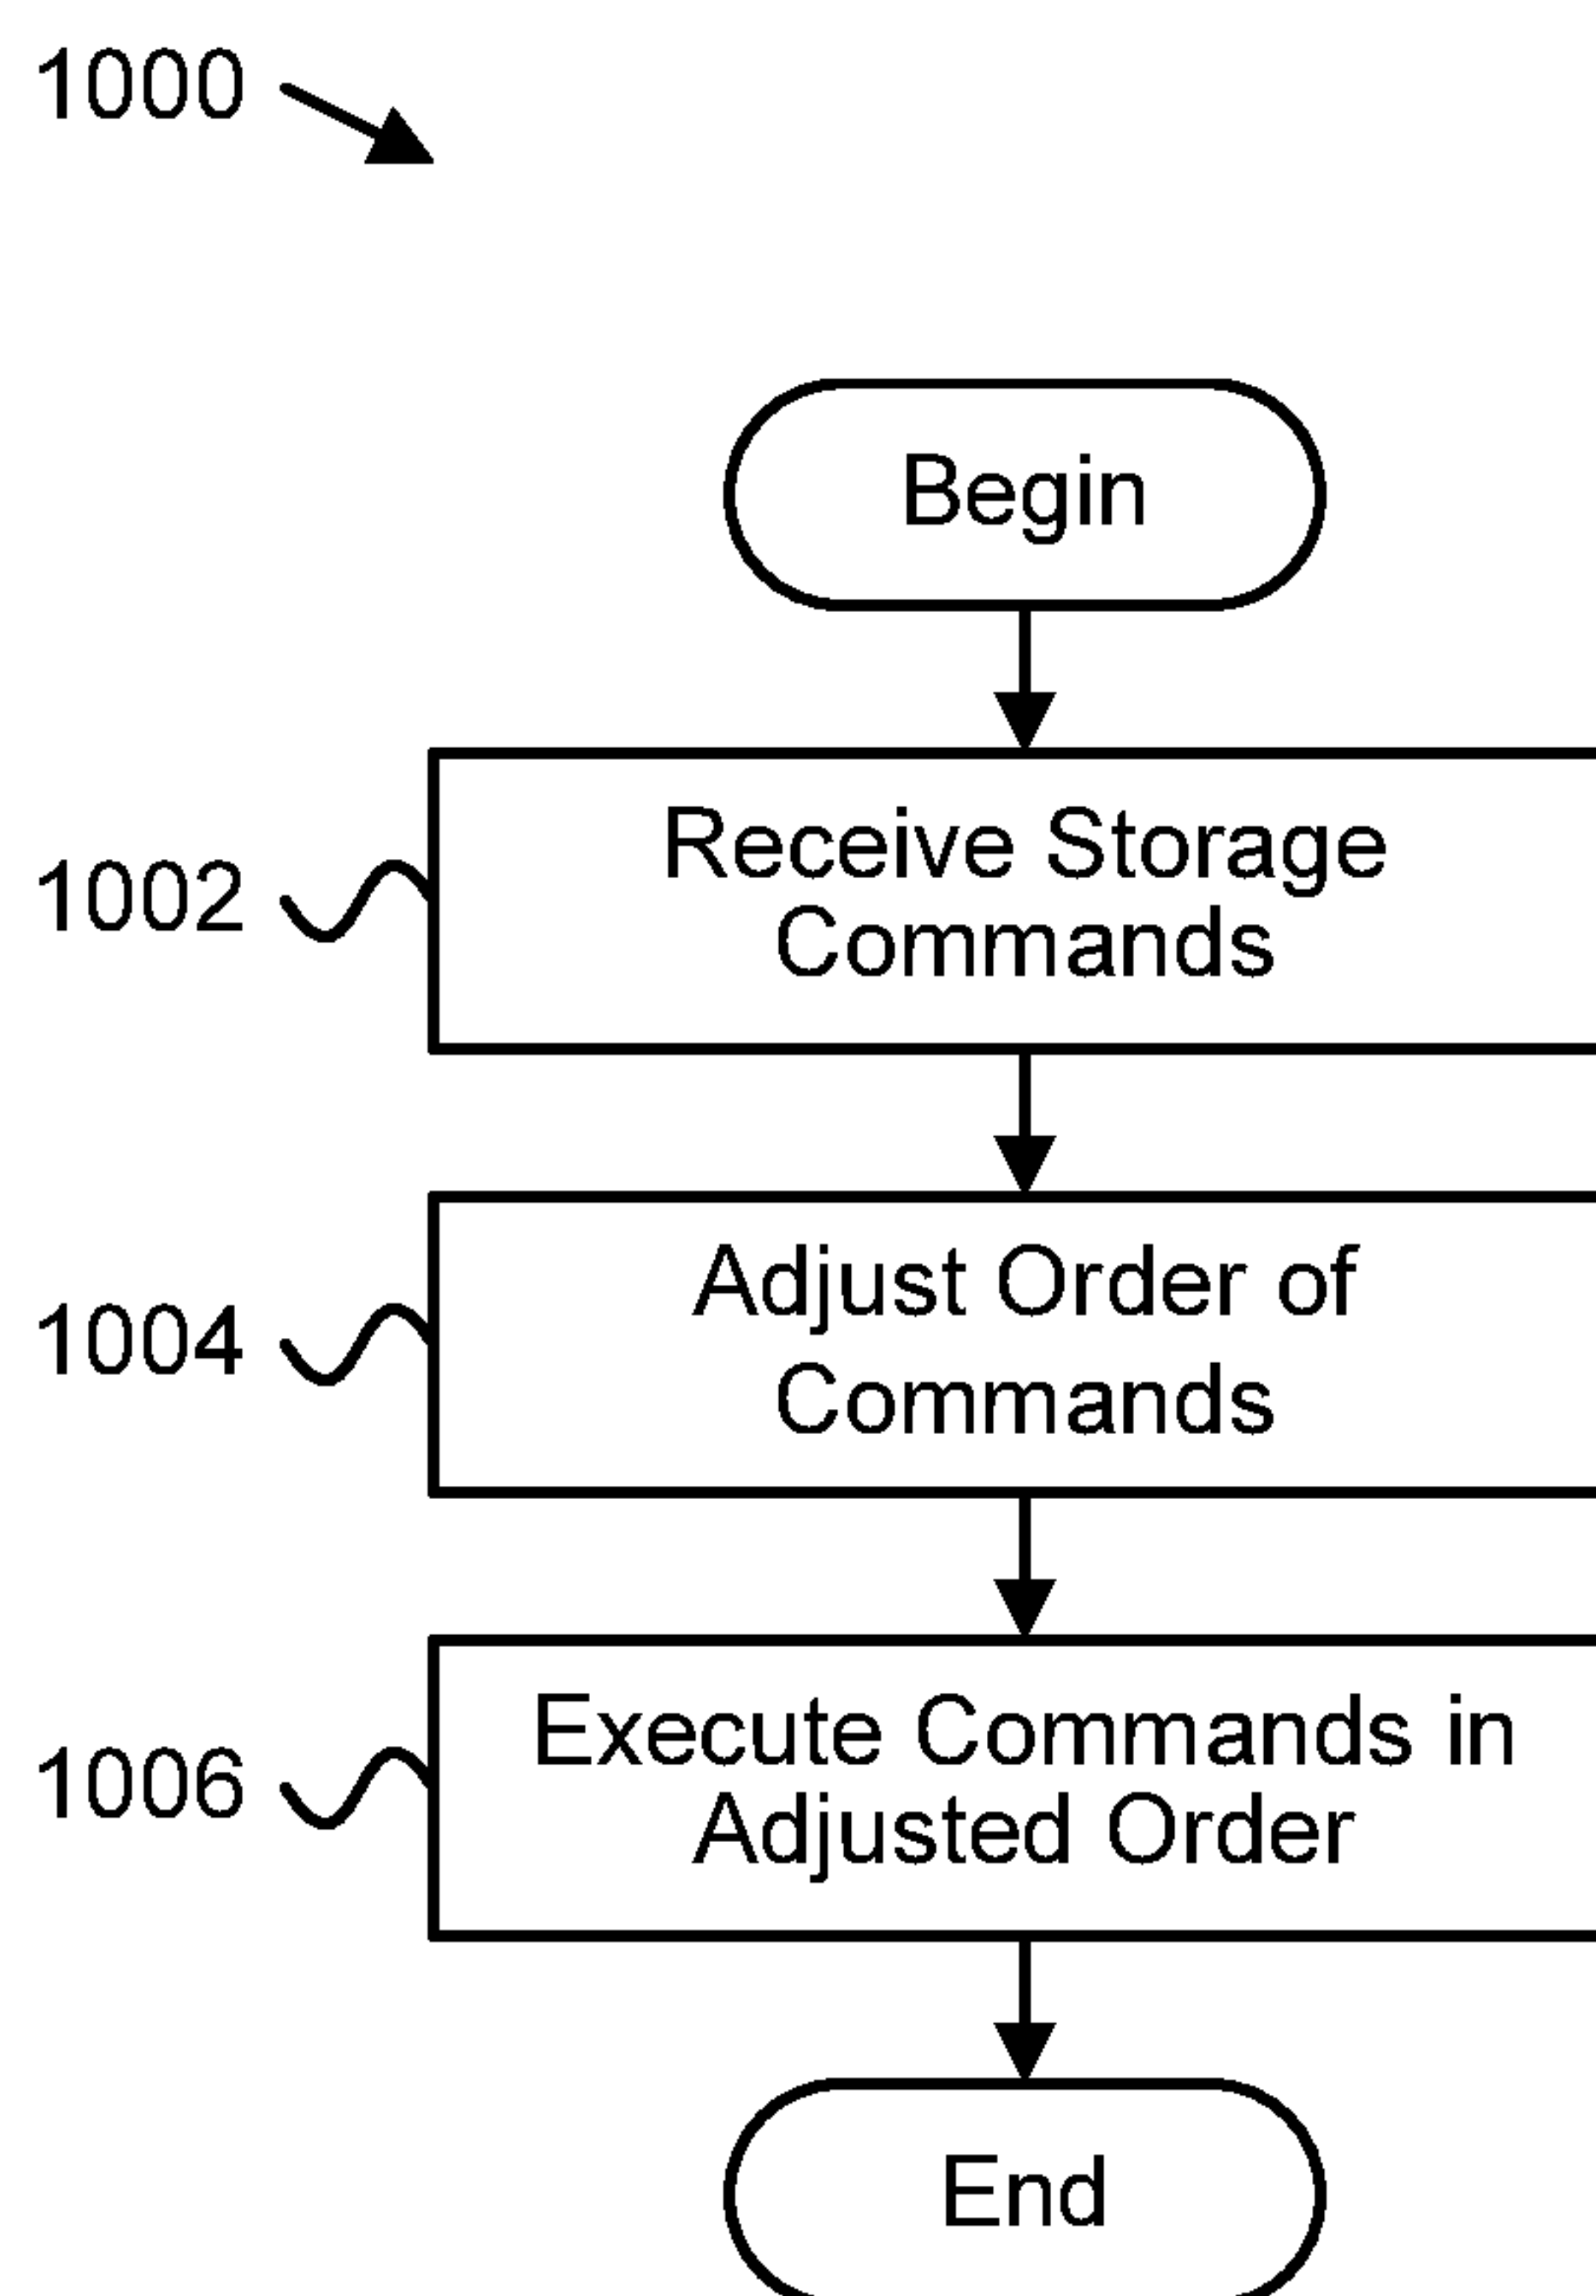 1000
Begin
1002
Receive Storage
Commands
1004
Adjust Order of
Commands
1006
Execute Commands in
Adjusted Order
End